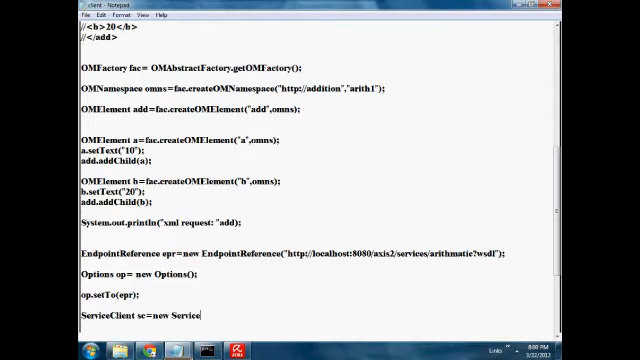 client - Notepad
File Edit Format View Help
//<b>20</b>
//</add>
OMFactory fac= OMAbstractFactory.getOMFactory();
OMNamespace omns=fac.createOMNamespace("http://addition","arith1");
OMElement add=fac.createOMElement("add",omns);
OMElement a=fac.createOMElement("a",omns);
a.setText("10");
add.addChild(a);
OMElement b=fac.createOMElement("b",omns);
b.setText("20");
add.addChild(b);
System.out.println("xml request: "add);
EndpointReference epr=new EndpointReference("http://localhost:8080/axis2/services/arithmatic?wsdl");
Options op= new Options();
op.setTo(epr);
ServiceClient sc=new Service
Links »
8:09 PM
3/22/2012